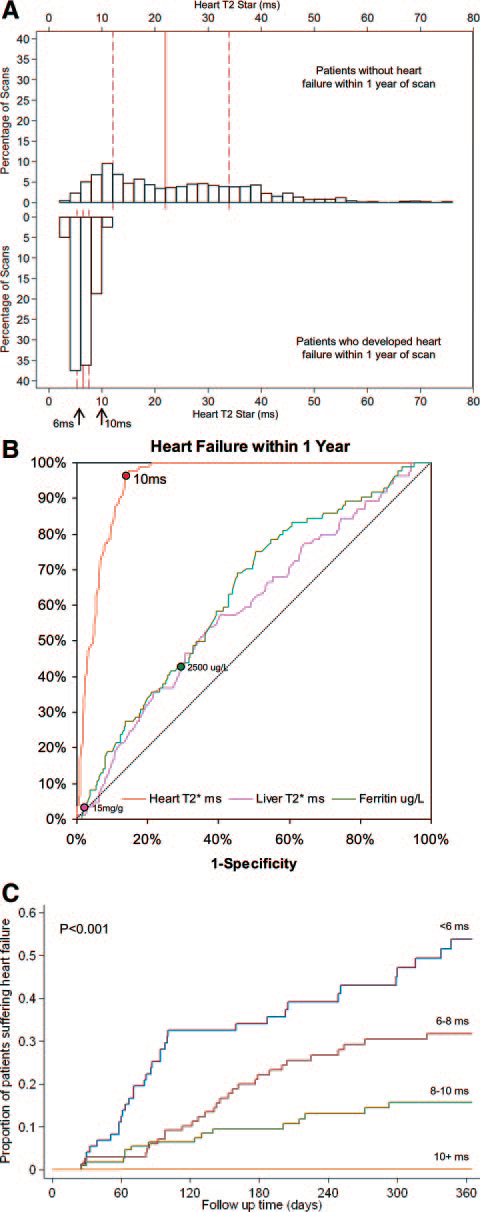 A
Heart T2 Star (ms)
0 10 20 30 40 50 60 70 80
Percentage of Scans
40
35
30
25
20
15
10
5
0
Patients without heart
failure within 1 year of scan
Percentage of Scans
0
5
10
15
20
25
30
35
40
Patients who developed heart
failure within 1 year of scan
0 10 20 30 40 50 60 70 80
6ms 10ms Heart T2 Star (ms)
B
Heart Failure within 1 Year
100%
90%
80%
70%
60%
50%
40%
30%
20%
10%
0%
10ms
2500 ug/L
15mg/g
Heart T2* ms Liver T2* ms Ferritin ug/L
0% 20% 40% 60% 80% 100%
1-Specificity
C
Proportion of patients suffering heart failure
0.6
0.5
0.4
0.3
0.2
0.1
0
P<0.001
<6 ms
6-8 ms
8-10 ms
10+ ms
0 60 120 180 240 300 360
Follow up time (days)